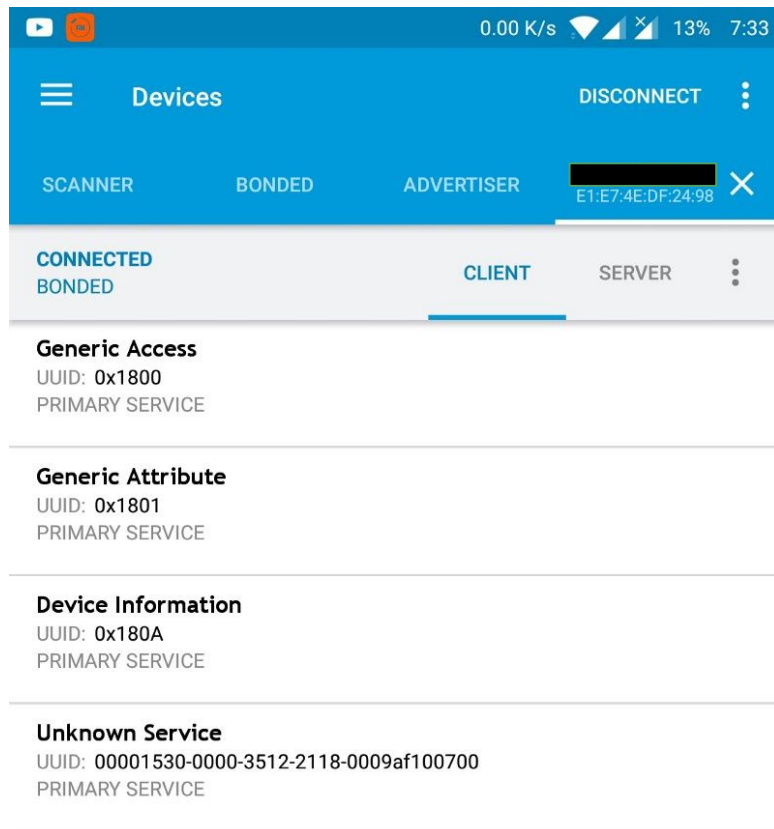 0.00 K/s 13% 7:33
Devices DISCONNECT
SCANNER BONDED ADVERTISER
E1:E7:4E:DF:24:98
CONNECTED
BONDED
CLIENT SERVER
Generic Access
UUID: 0x1800
PRIMARY SERVICE
Generic Attribute
UUID: 0x1801
PRIMARY SERVICE
Device Information
UUID: 0x180A
PRIMARY SERVICE
Unknown Service
UUID: 00001530-0000-3512-2118-0009af100700
PRIMARY SERVICE